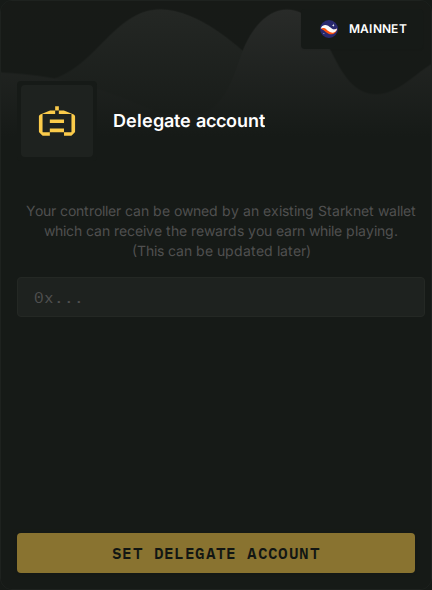 MAINNET
Delegate account
Your controller can be owned by an existing Starknet wallet
which can receive the rewards you earn while playing.
(This can be updated later)
0x...
SET DELEGATE ACCOUNT